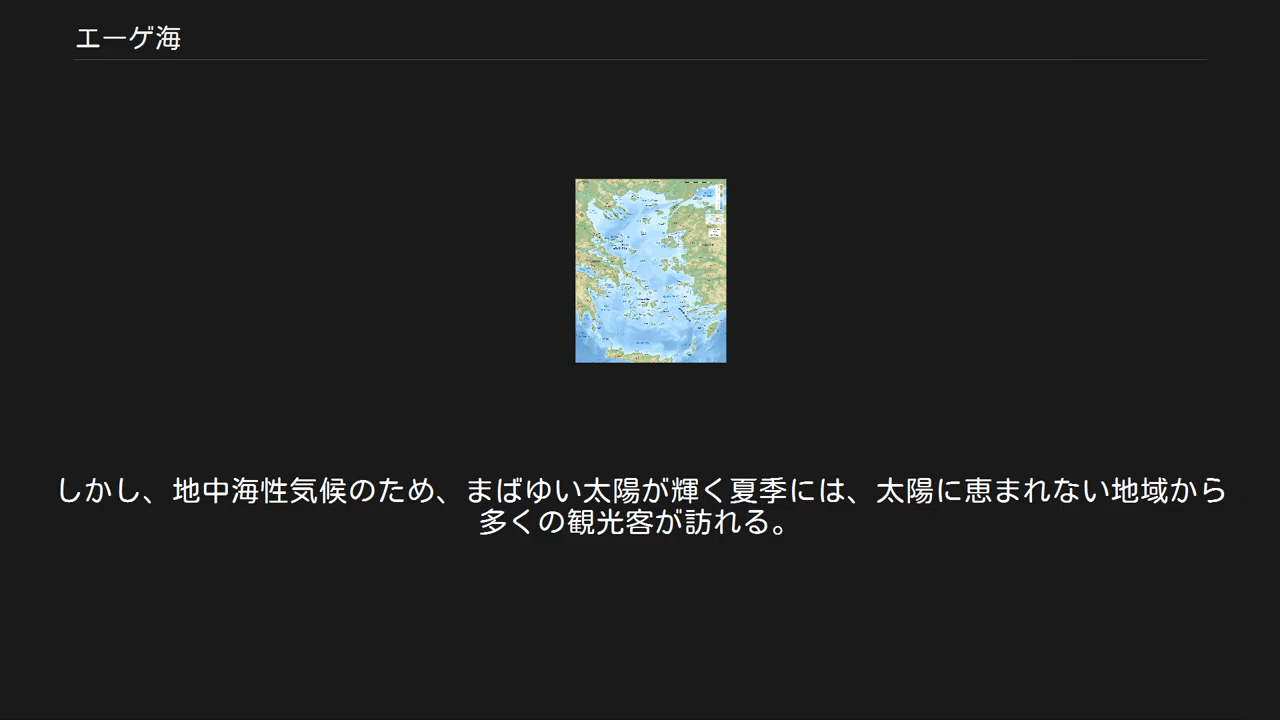 エーゲ海
しかし、地中海性気候のため、まばゆい太陽が輝く夏季には、太陽に恵まれない地域から
多くの観光客が訪れる。